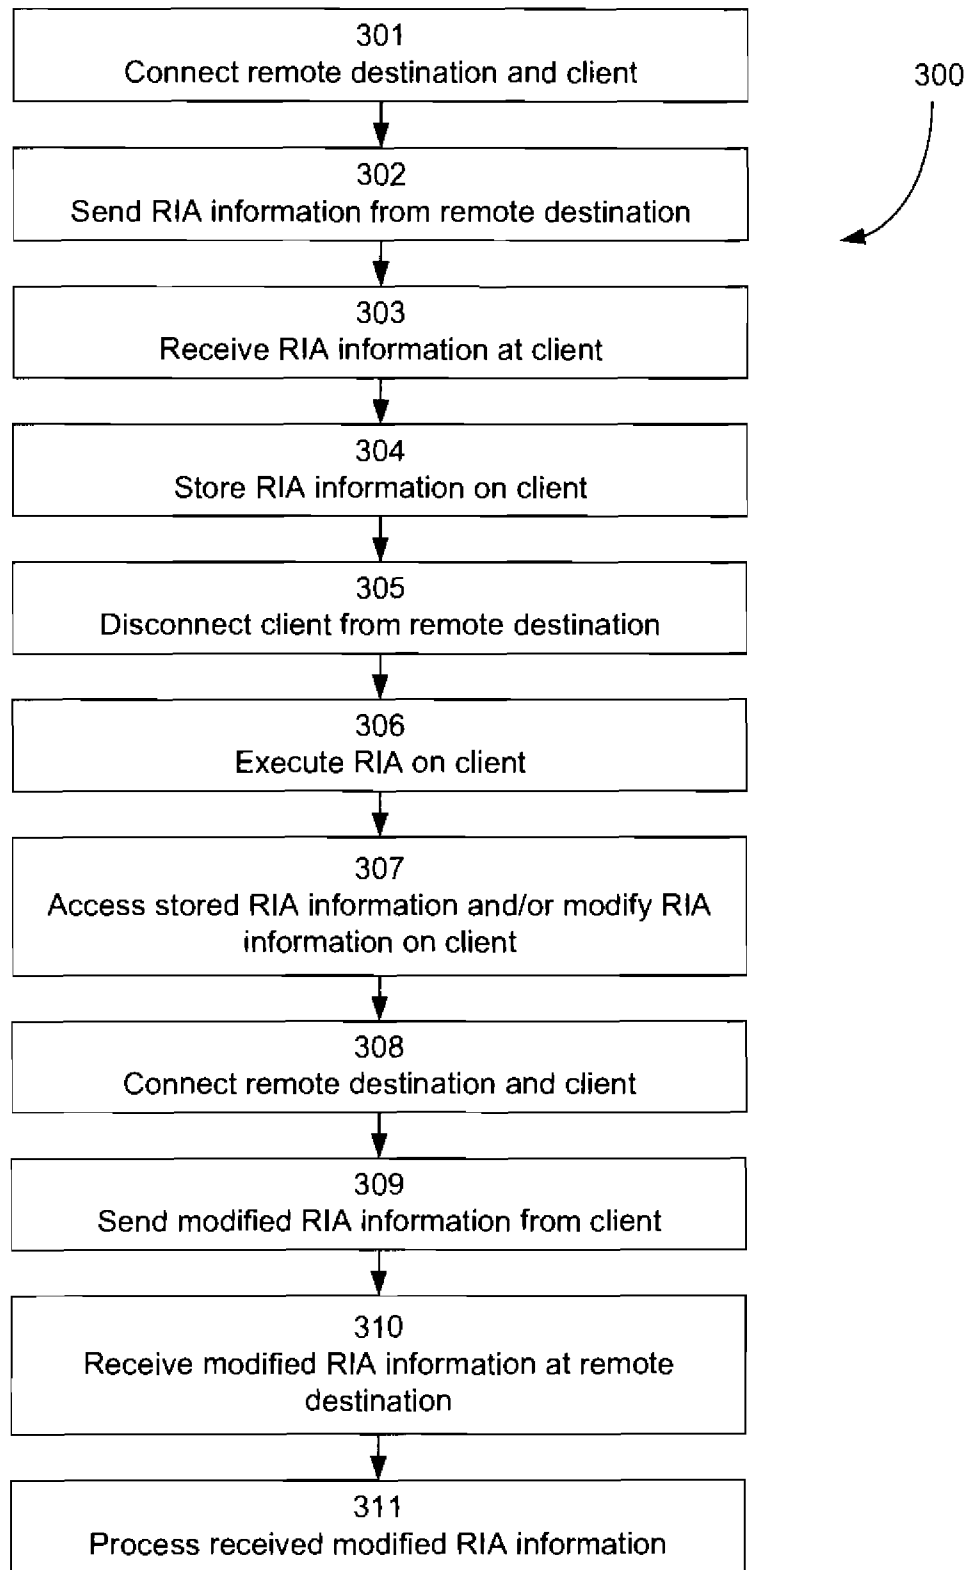 301
Connect remote destination and client
300
302
Send RIA information from remote destination
303
Receive RIA information at client
304
Store RIA information on client
305
Disconnect client from remote destination
306
Execute RIA on client
307
Access stored RIA information and/or modify RIA
information on client
308
Connect remote destination and client
309
Send modified RIA information from client
310
Receive modified RIA information at remote
destination
311
Process received modified RIA information